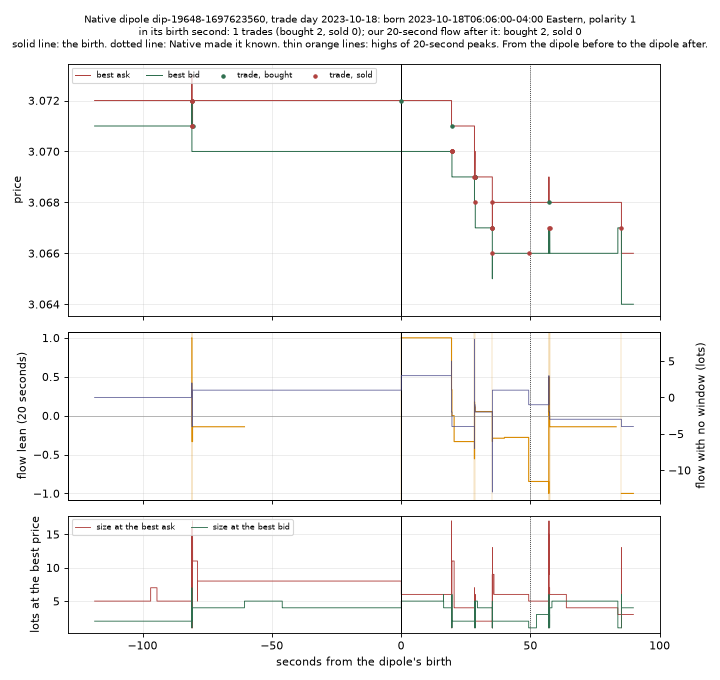 Native dipole dip-19648-1697623560, trade day 2023-10-18: born 2023-10-18T06:06:00-04:00 Eastern, polarity 1
in its birth second: 1 trades (bought 2, sold 0); our 20-second flow after it: bought 2, sold 0
solid line: the birth. dotted line: Native made it known. thin orange lines: highs of 20-second peaks. From the dipole before to the dipole after.
best ask
best bid
trade, bought
trade, sold
price
3.072
3.070
3.068
3.066
3.064
flow lean (20 seconds)
1.0
0.5
0.0
−0.5
−1.0
5
0
−5
−10
flow with no window (lots)
size at the best ask
size at the best bid
lots at the best price
15
10
5
−100
−50
0
50
100
seconds from the dipole's birth